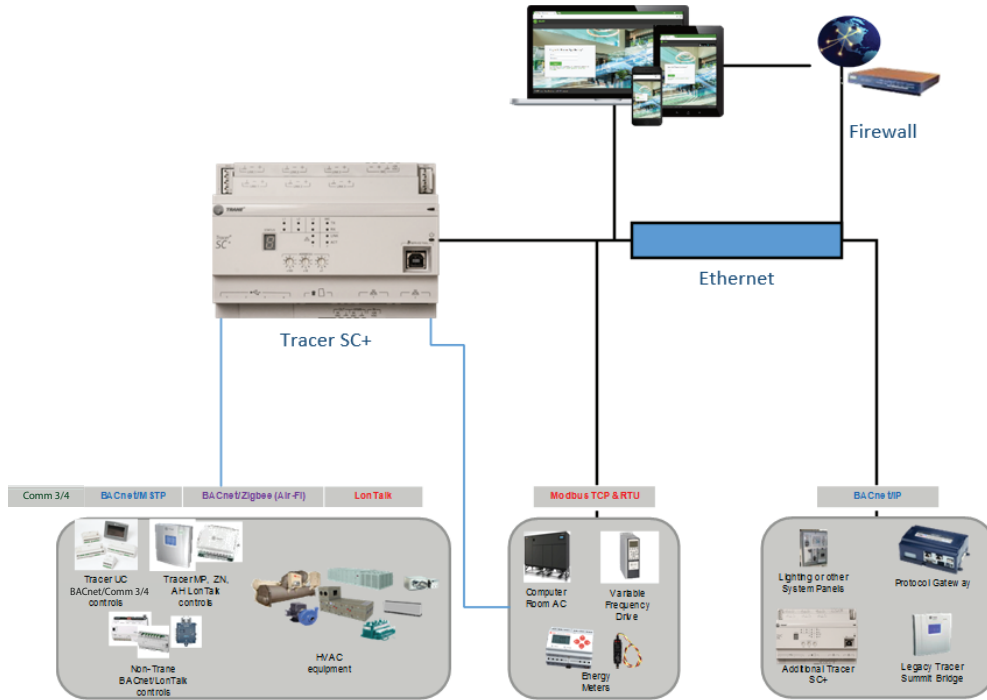 Firewall
TRANE
Tracer
SC+
Ethernet
Tracer SC+
Comm 3/4
BACnet/MSTP
BACnet/Zigbee (Air-Fi)
LonTalk
Modbus TCP & RTU
BACnet/IP
Tracer UC
BACnet/Comm 3/4
controls
Tracer MP, ZN,
AH LonTalk
controls
Non-Trane
BACnet/LonTalk
controls
HVAC
equipment
Computer
Room AC
Variable
Frequency
Drive
Energy
Meters
Lighting or other
System Panels
Protocol Gateway
Additional Tracer
SC+
Legacy Tracer
Summit Bridge